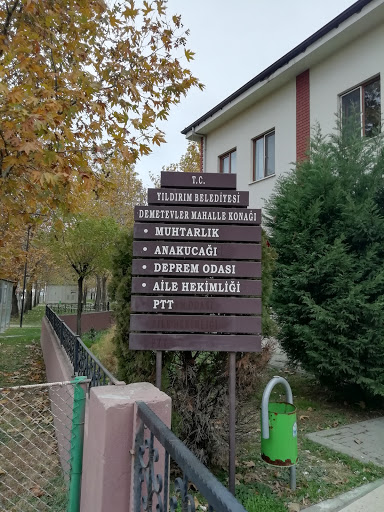 T.C.
YILDIRIM BELEDİYESİ
DEMETEVLER MAHALLE KONAĞI
• MUHTARLIK
• ANAKUCAĞI
• DEPREM ODASI
• AİLE HEKİMLİĞİ
PTT